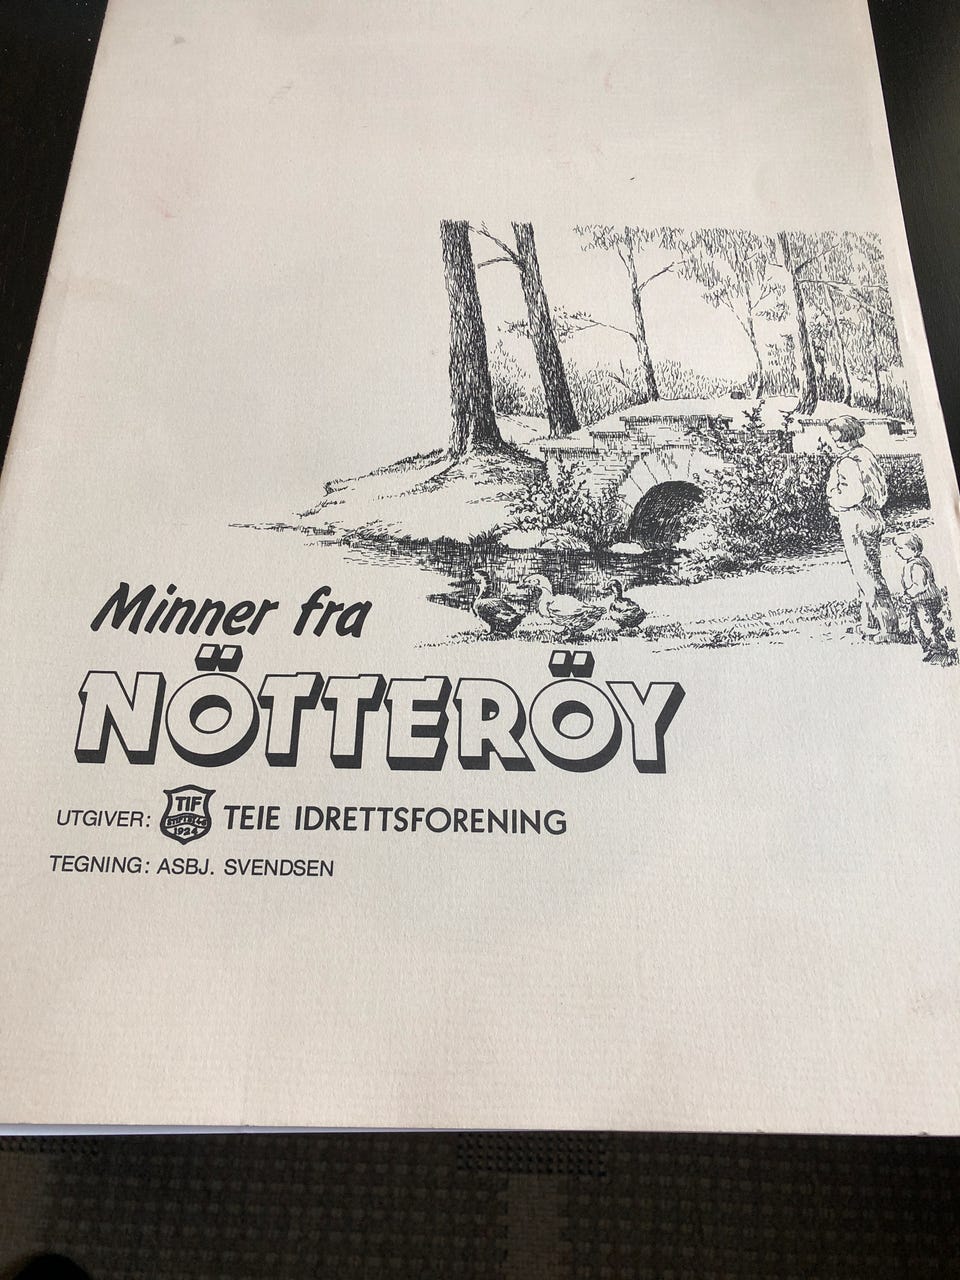 Minner fra
NÖTTERÖY
UTGIVER: TIF STIFTET 1924 TEIE IDRETTSFORENING
TEGNING: ASBJ. SVENDSEN